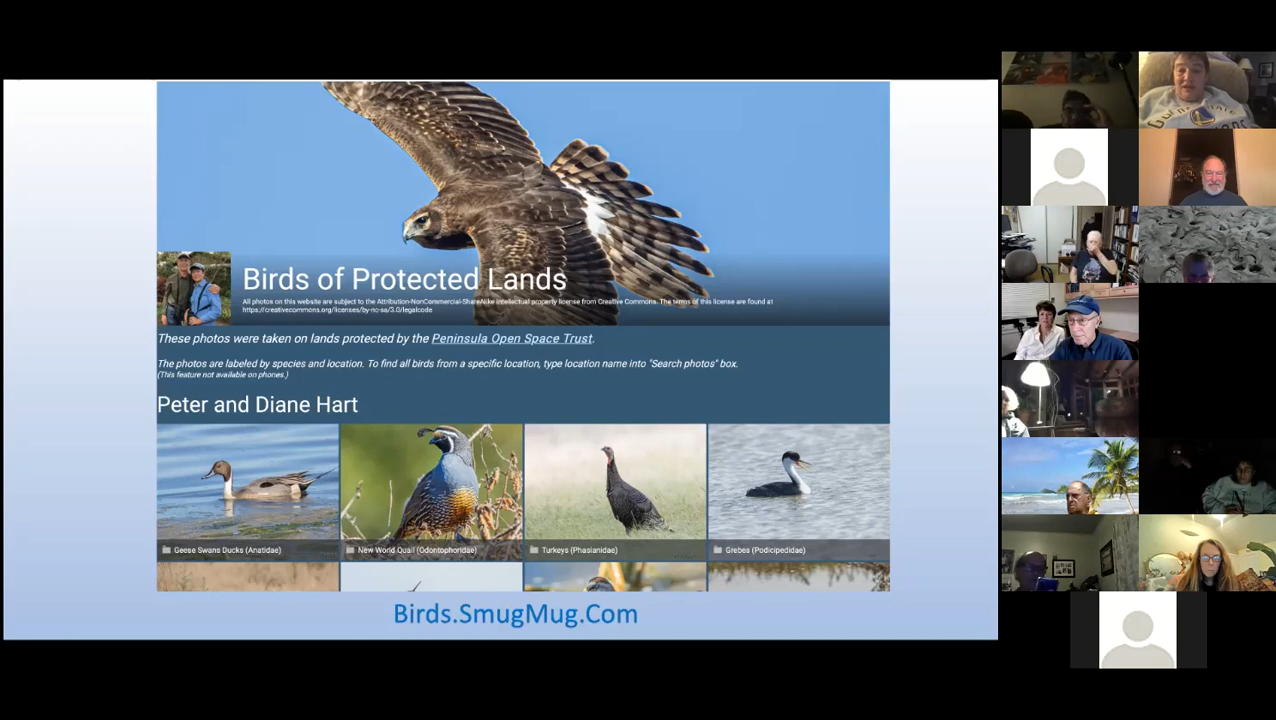 Birds of Protected Lands
All photos on this website are subject to the Attribution-NonCommercial-ShareAlike intellectual property license from Creative Commons. The terms of this license are found at
https://creativecommons.org/licenses/by-nc-sa/3.0/legalcode
These photos were taken on lands protected by the Peninsula Open Space Trust.
The photos are labeled by species and location. To find all birds from a specific location, type location name into "Search photos" box.
(This feature not available on phones.)
Peter and Diane Hart
Geese Swans Ducks (Anatidae)
New World Quail (Odontophoridae)
Turkeys (Phasianidae)
Grebes (Podicipedidae)
Birds.SmugMug.Com